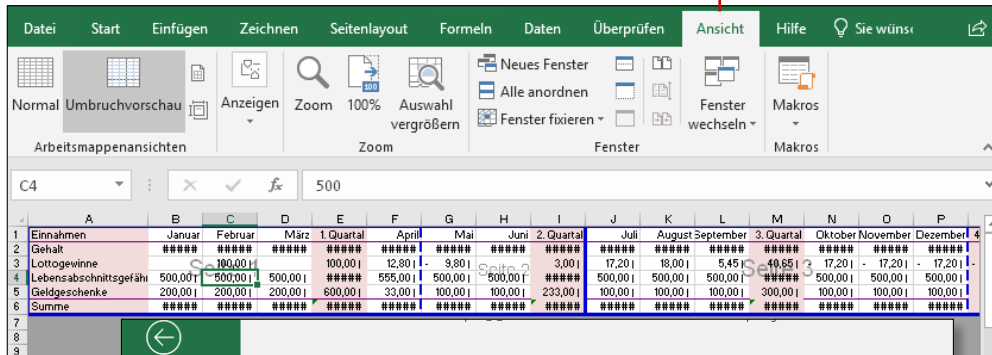 Datei Start Einfügen Zeichnen Seitenlayout Formeln Daten Überprüfen Ansicht Hilfe Sie wüns
Normal Umbruchvorschau Anzeigen Zoom 100% Auswahl vergrößern Neues Fenster Alle anordnen Fenster fixieren Fenster wechseln Makros
Arbeitsmappenansichten Zoom Fenster Makros
C4 fx 500
A B C D E F G H I J K L M N O P
1 Einnahmen Januar Februar März 1. Quartal April Mai Juni 2. Quartal Juli August September 3. Quartal Oktober November Dezember 4
2 Gehalt ##### ##### ##### ##### ##### ##### ##### ##### ##### ##### ##### ##### ##### ##### #####
3 Lottogewinne 100,00 100,00 12,80 - 9,80 3,00 17,20 18,00 5,45 40,65 - 17,20 - 17,20 - 17,20 -
4 Lebensabschnittsgefäh 500,00 500,00 500,00 ##### 555,00 500,00 500,00 ##### 500,00 500,00 500,00 ##### 500,00 500,00 500,00
5 Geldgeschenke 200,00 200,00 200,00 600,00 33,00 100,00 100,00 233,00 100,00 100,00 100,00 300,00 100,00 100,00 100,00
6 Summe ##### ##### ##### ##### ##### ##### ##### ##### ##### ##### ##### ##### ##### ##### #####
Seite 1 Seite 2 Seite 3
7
8
9